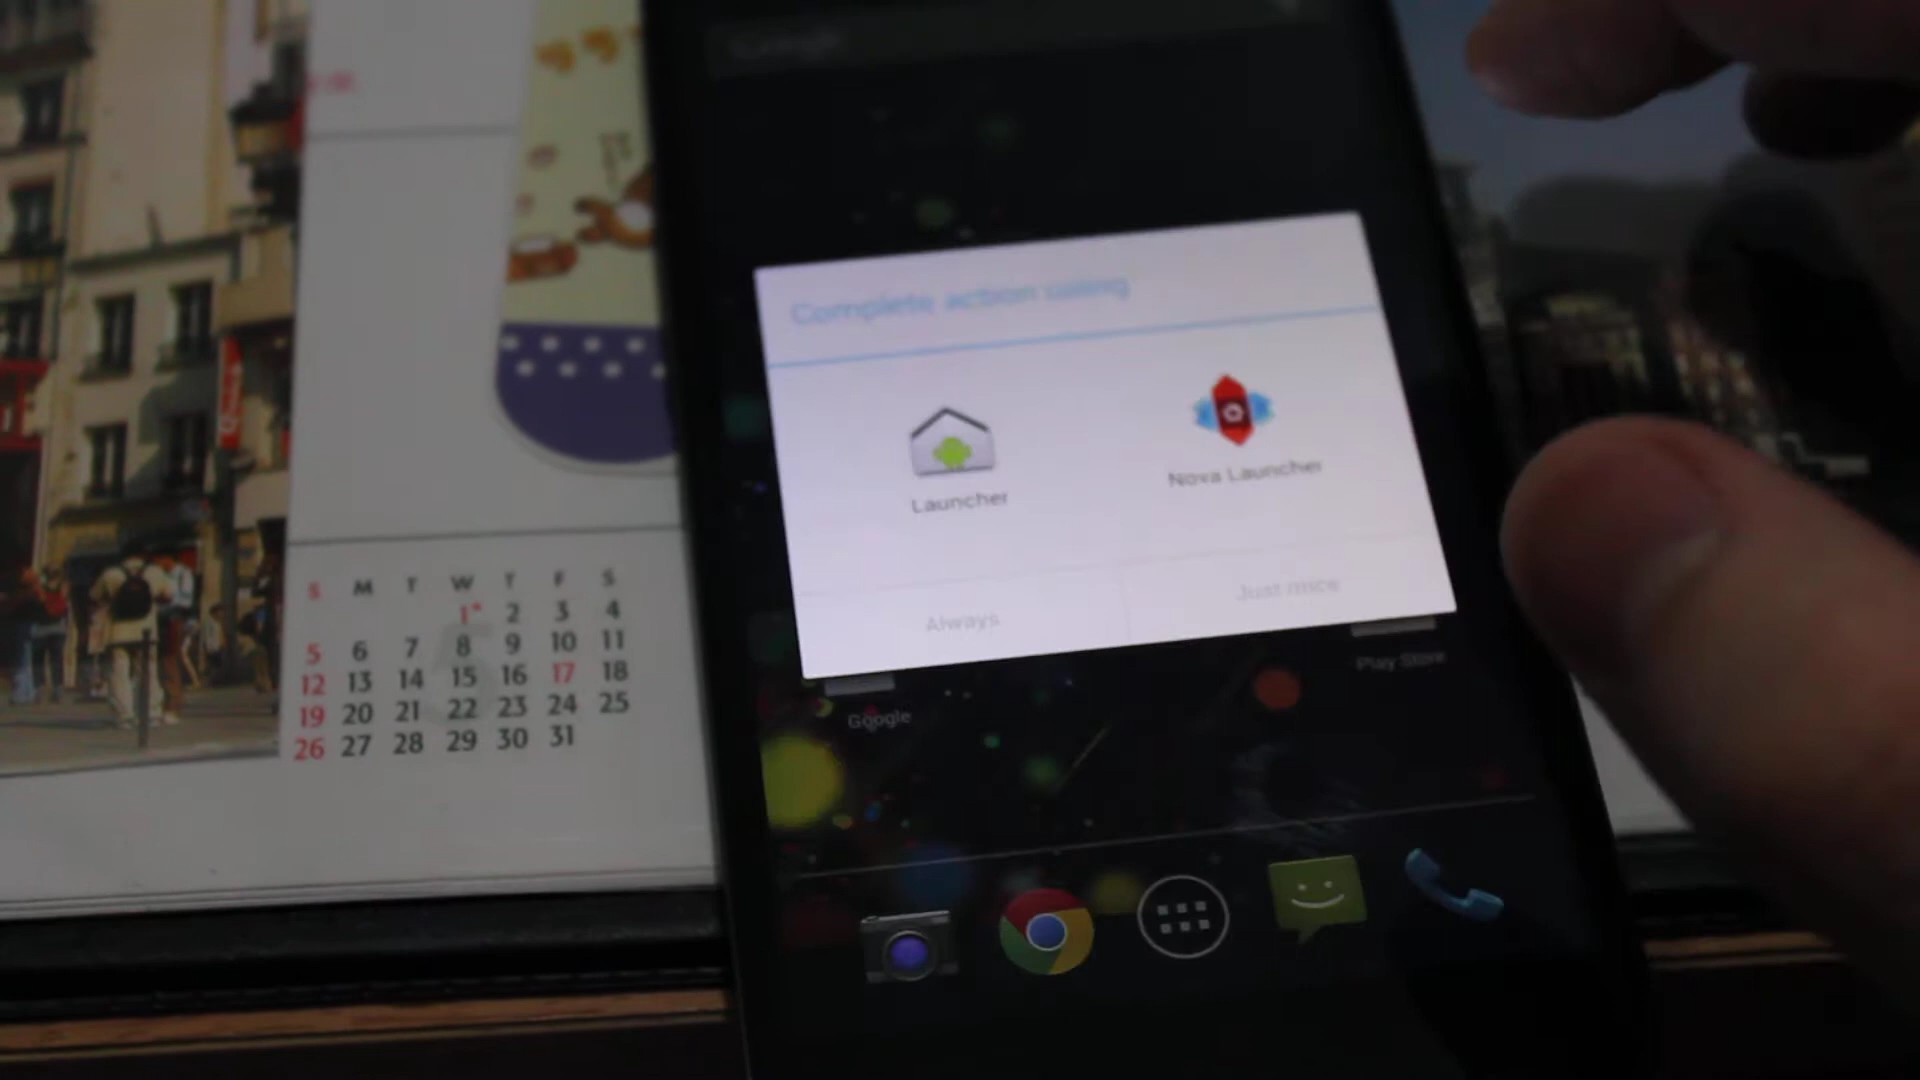 Google
Complete action using
Launcher
Nova Launcher
Always
Just once
Google
Play Store
S M T W T F S
1* 2 3 4
5 6 7 8 9 10 11
12 13 14 15 16 17 18
19 20 21 22 23 24 25
26 27 28 29 30 31
5